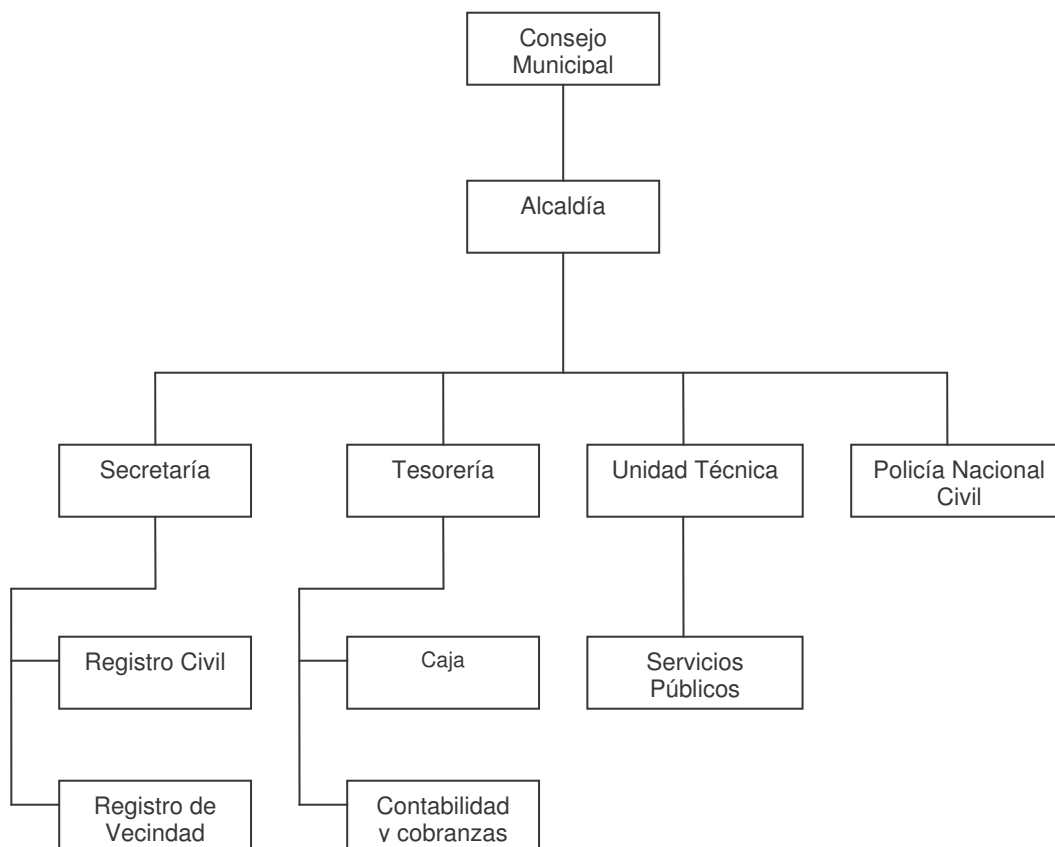 Consejo
Municipal
Alcaldía
Secretaría
Tesorería
Unidad Técnica
Policía Nacional
Civil
Registro Civil
Caja
Servicios
Públicos
Registro de
Vecindad
Contabilidad
y cobranzas